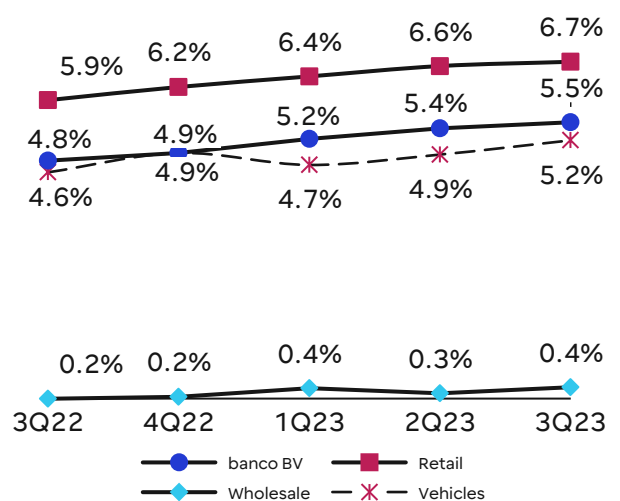 5.9% 6.2% 6.4% 6.6% 6.7%
4.8% 4.9% 5.2% 5.4% 5.5%
4.6% 4.9% 4.7% 4.9% 5.2%
0.2% 0.2% 0.4% 0.3% 0.4%
3Q22 4Q22 1Q23 2Q23 3Q23
banco BV Retail
Wholesale Vehicles